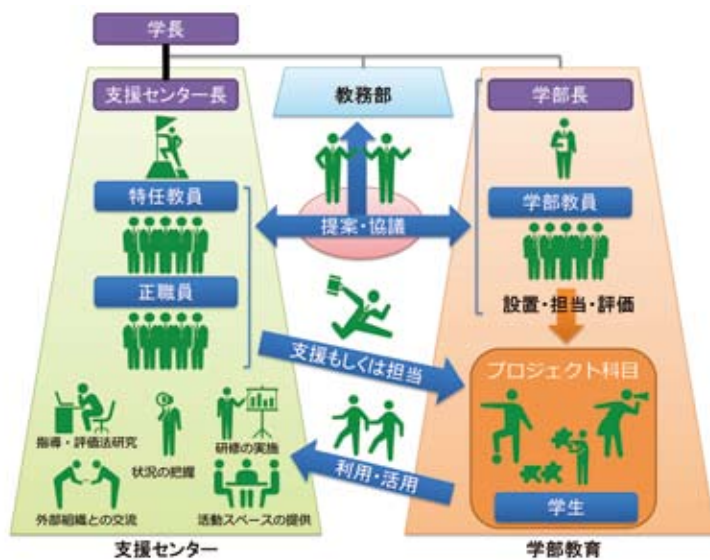 学長
支援センター長
教務部
学部長
特任教員
学部教員
提案・協議
正職員
設置・担当・評価
支援もしくは担当
プロジェクト科目
指導・評価法研究
状況の把握
研修の実施
利用・活用
学生
外部組織との交流
活動スペースの提供
支援センター
学部教育